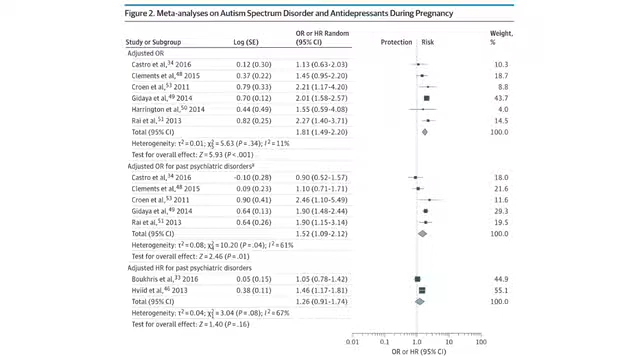 Figure 2. Meta-analyses on Autism Spectrum Disorder and Antidepressants During Pregnancy
Study or Subgroup Log (SE) OR or HR Random (95% CI) Protection Risk Weight, %
Adjusted OR
Castro et al,34 2016 0.12 (0.30) 1.13 (0.63-2.03) 10.3
Clements et al,48 2015 0.37 (0.22) 1.45 (0.95-2.20) 18.7
Croen et al,53 2011 0.79 (0.33) 2.21 (1.17-4.20) 8.8
Gidaya et al,49 2014 0.70 (0.12) 2.01 (1.58-2.57) 43.7
Harrington et al,50 2014 0.44 (0.49) 1.55 (0.59-4.08) 4.0
Rai et al,51 2013 0.82 (0.25) 2.27 (1.40-3.71) 14.5
Total (95% CI) 1.81 (1.49-2.20) 100.0
Heterogeneity: τ2 = 0.01; χ25 = 5.63 (P = .34); I2 = 11%
Test for overall effect: Z = 5.93 (P < .001)
Adjusted OR for past psychiatric disordersa
Castro et al,34 2016 -0.10 (0.28) 0.90 (0.52-1.57) 18.0
Clements et al,48 2015 0.09 (0.23) 1.10 (0.71-1.71) 21.6
Croen et al,53 2011 0.90 (0.41) 2.46 (1.10-5.49) 11.6
Gidaya et al,49 2014 0.64 (0.13) 1.90 (1.48-2.44) 29.3
Rai et al,51 2013 0.64 (0.26) 1.90 (1.15-3.14) 19.5
Total (95% CI) 1.52 (1.09-2.12) 100.0
Heterogeneity: τ2 = 0.08; χ24 = 10.20 (P = .04); I2 = 61%
Test for overall effect: Z = 2.46 (P = .01)
Adjusted HR for past psychiatric disorders
Boukhris et al,33 2016 0.05 (0.15) 1.05 (0.78-1.42) 44.9
Hviid et al,46 2013 0.38 (0.11) 1.46 (1.17-1.81) 55.1
Total (95% CI) 1.26 (0.91-1.74) 100.0
Heterogeneity: τ2 = 0.04; χ21 = 3.04 (P = .08); I2 = 67%
Test for overall effect: Z = 1.40 (P = .16)
0.01 0.1 1 10 100
OR or HR (95% CI)